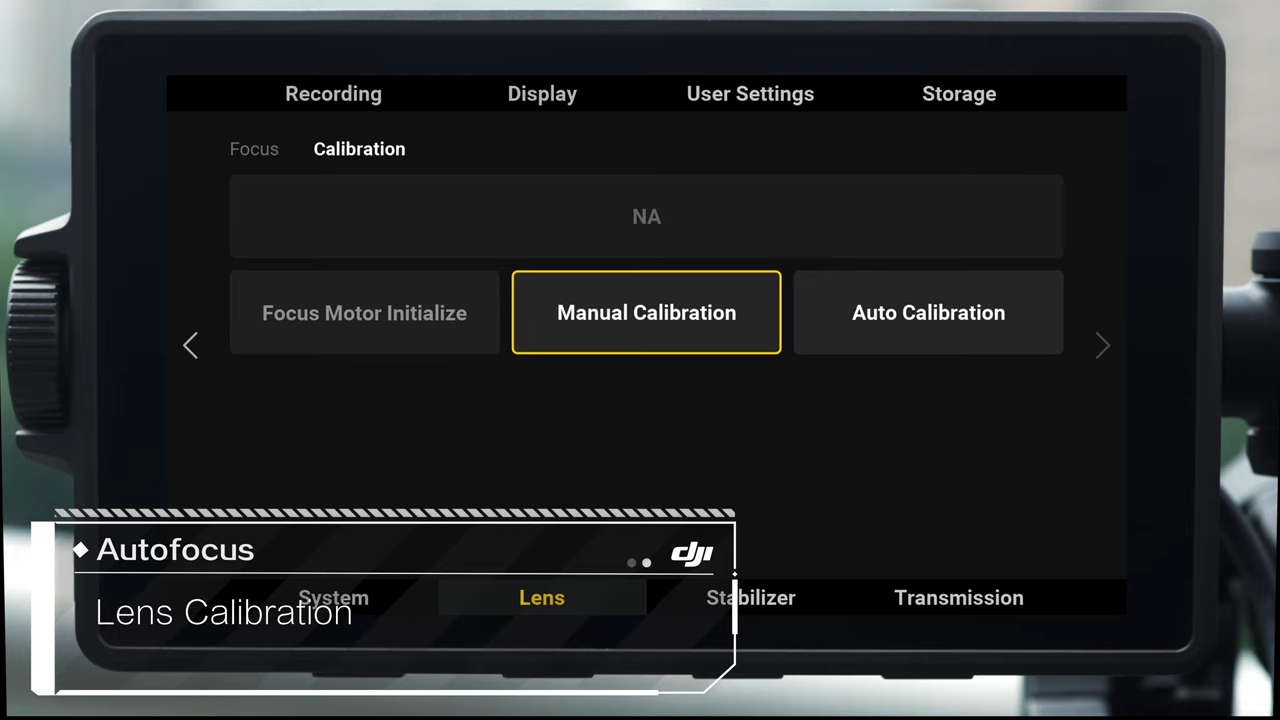 Recording Display User Settings Storage
Focus Calibration
NA
Focus Motor Initialize Manual Calibration Auto Calibration
Autofocus dji
System Lens Stabilizer Transmission
Lens Calibration